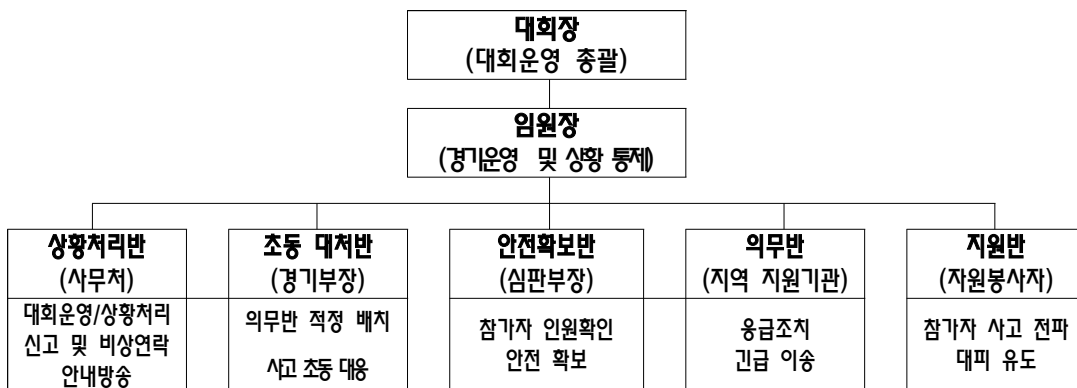 대회장
(대회운영 총괄)
임원장
(경기운영 및 상황 통제)
상황처리반
(사무처)
대회운영/상황처리
신고 및 비상연락
안내방송
초동 대처반
(경기부장)
의무반 적정 배치
사고 초동 대응
안전확보반
(심판부장)
참가자 인원확인
안전 확보
의무반
(지역 지원기관)
응급조치
긴급 이송
지원반
(자원봉사자)
참가자 사고 전파
대피 유도